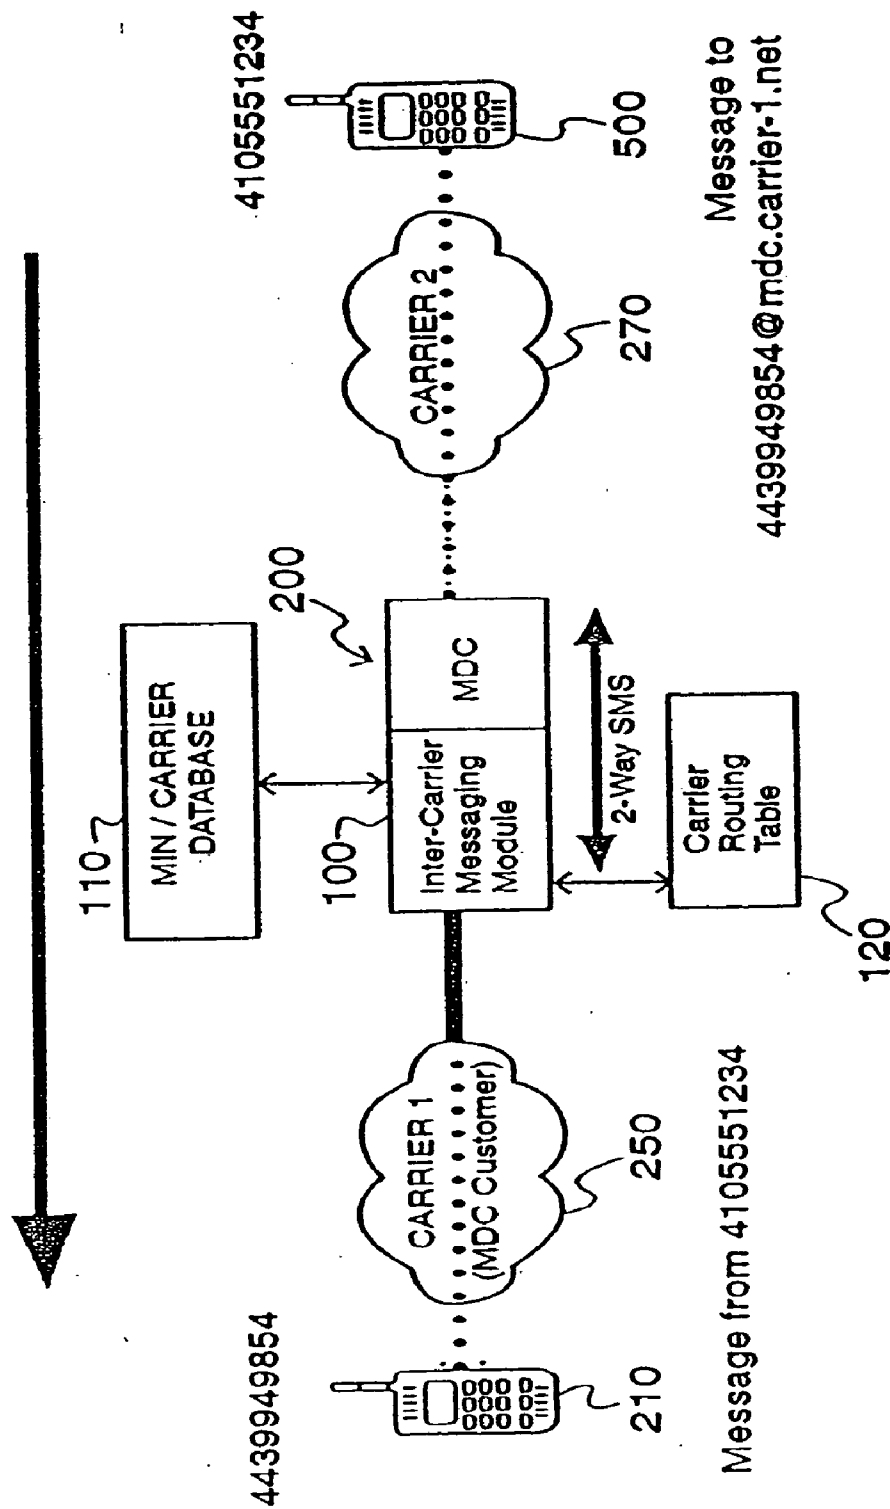 4439949854
4105551234
110
MIN / CARRIER
DATABASE
200
100
Inter-Carrier
Messaging
Module
MDC
CARRIER 1
(MDC Customer)
CARRIER 2
210
250
270
500
2-Way SMS
Carrier
Routing
Table
120
Message from 4105551234
Message to
4439949854@mdc.carrier-1.net